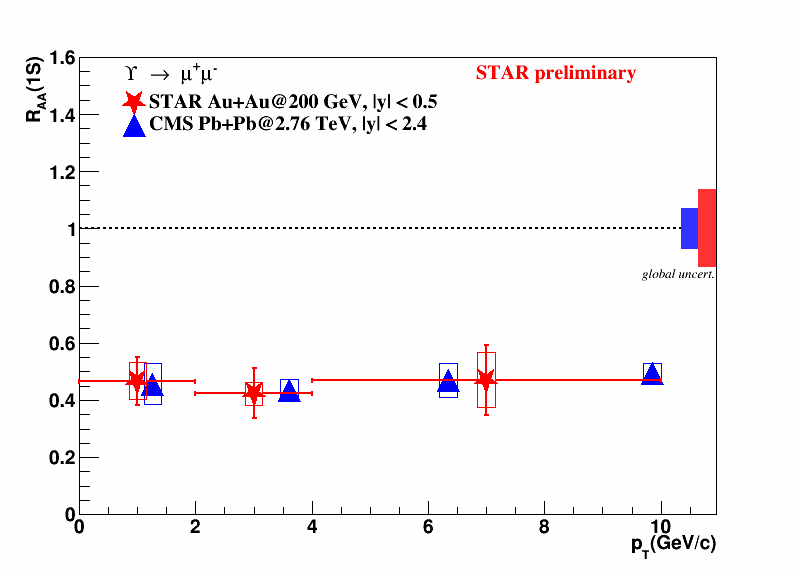 R_AA(1S)
1.6
1.4
1.2
1
0.8
0.6
0.4
0.2
0
ϒ → μ⁺μ⁻
STAR preliminary
STAR Au+Au@200 GeV, |y| < 0.5
CMS Pb+Pb@2.76 TeV, |y| < 2.4
global uncert.
0 2 4 6 8 10
p_T(GeV/c)